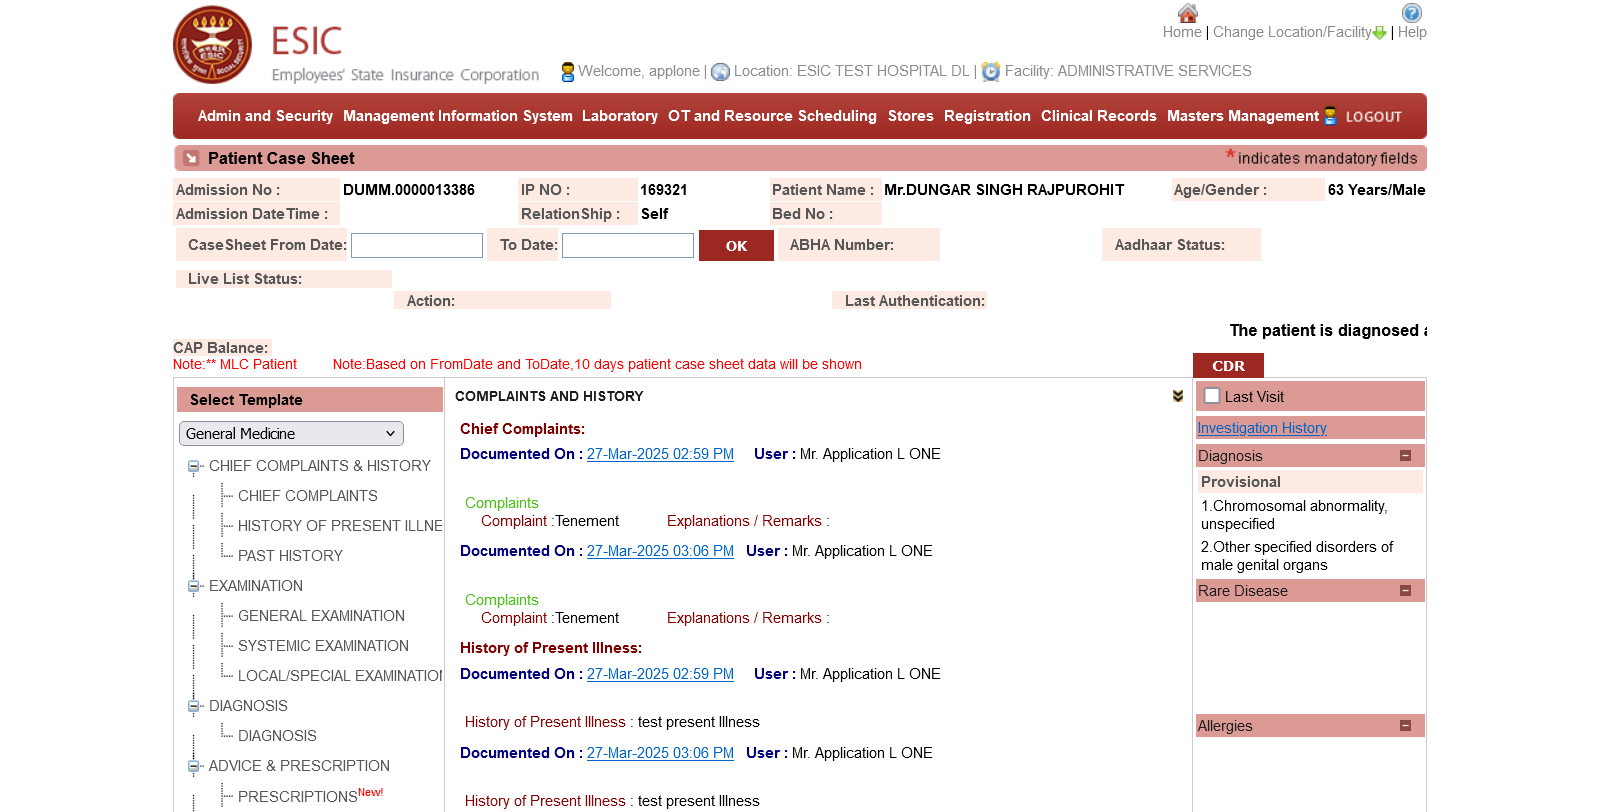 Home | Change Location/Facility | Help
ESIC
Employees' State Insurance Corporation
Welcome, applone | Location: ESIC TEST HOSPITAL DL | Facility: ADMINISTRATIVE SERVICES
Admin and Security Management Information System Laboratory OT and Resource Scheduling Stores Registration Clinical Records Masters Management LOGOUT
Patient Case Sheet * indicates mandatory fields
Admission No : DUMM.0000013386 IP NO : 169321 Patient Name : Mr.DUNGAR SINGH RAJPUROHIT Age/Gender : 63 Years/Male
Admission DateTime : RelationShip : Self Bed No :
CaseSheet From Date: To Date: OK ABHA Number: Aadhaar Status:
Live List Status:
Action: Last Authentication:
The patient is diagnosed
CAP Balance:
Note:** MLC Patient Note:Based on FromDate and ToDate,10 days patient case sheet data will be shown
CDR
Select Template
General Medicine
CHIEF COMPLAINTS & HISTORY
CHIEF COMPLAINTS
HISTORY OF PRESENT ILLNE
PAST HISTORY
EXAMINATION
GENERAL EXAMINATION
SYSTEMIC EXAMINATION
LOCAL/SPECIAL EXAMINATION
DIAGNOSIS
DIAGNOSIS
ADVICE & PRESCRIPTION
PRESCRIPTIONS New!
COMPLAINTS AND HISTORY
Chief Complaints:
Documented On : 27-Mar-2025 02:59 PM User : Mr. Application L ONE
Complaints
Complaint :Tenement Explanations / Remarks :
Documented On : 27-Mar-2025 03:06 PM User : Mr. Application L ONE
Complaints
Complaint :Tenement Explanations / Remarks :
History of Present Illness:
Documented On : 27-Mar-2025 02:59 PM User : Mr. Application L ONE
History of Present Illness : test present Illness
Documented On : 27-Mar-2025 03:06 PM User : Mr. Application L ONE
History of Present Illness : test present Illness
Last Visit
Investigation History
Diagnosis
Provisional
1.Chromosomal abnormality,
unspecified
2.Other specified disorders of
male genital organs
Rare Disease
Allergies